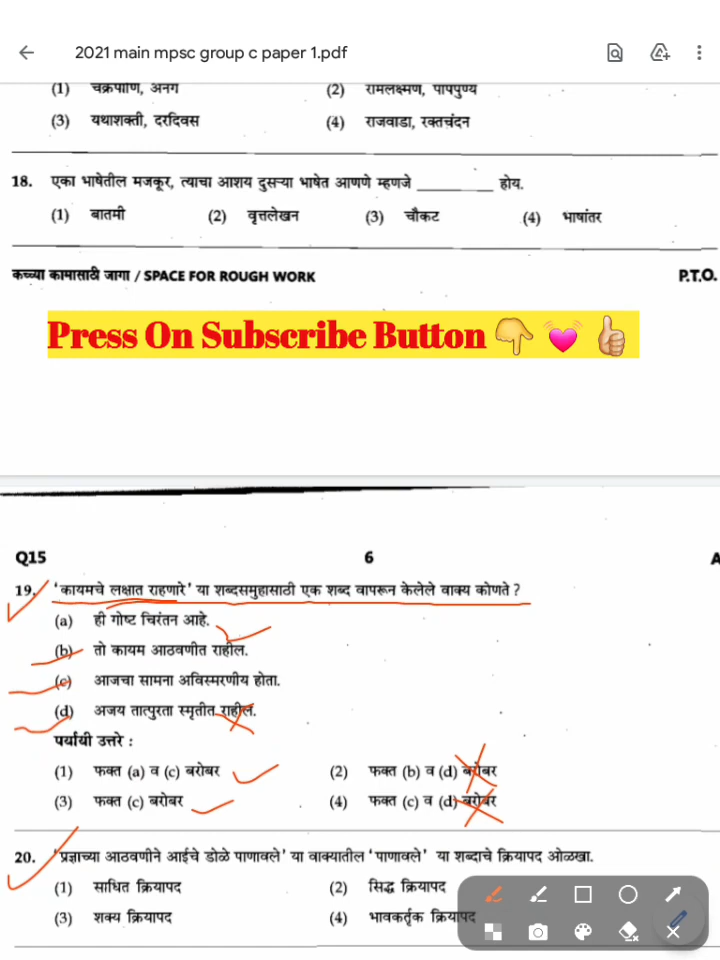 2021 main mpsc group c paper 1.pdf
(1) चक्रपाणि, अनंग (2) रामलक्ष्मण, पापपुण्य
(3) यथाशक्ती, दरदिवस (4) राजवाडा, रक्तचंदन
18. एका भाषेतील मजकूर, त्याचा आशय दुसऱ्या भाषेत आणणे म्हणजे ________ होय.
(1) बातमी (2) वृत्तलेखन (3) चौकट (4) भाषांतर
कच्च्या कामासाठी जागा / SPACE FOR ROUGH WORK P.T.O.
Press On Subscribe Button 👇 💓 👍
Q15 6 A
19. 'कायमचे लक्षात राहणारे' या शब्दसमुहासाठी एक शब्द वापरून केलेले वाक्य कोणते ?
(a) ही गोष्ट चिरंतन आहे.
(b) तो कायम आठवणीत राहील.
(c) आजचा सामना अविस्मरणीय होता.
(d) अजय तात्पुरता स्मृतीत राहील.
पर्यायी उत्तरे :
(1) फक्त (a) व (c) बरोबर (2) फक्त (b) व (d) बरोबर
(3) फक्त (c) बरोबर (4) फक्त (c) व (d) बरोबर
20. 'प्रज्ञाच्या आठवणीने आईचे डोळे पाणावले' या वाक्यातील 'पाणावले' या शब्दाचे क्रियापद ओळखा.
(1) साधित क्रियापद (2) सिद्ध क्रियापद
(3) शक्य क्रियापद (4) भावकर्तृक क्रियापद